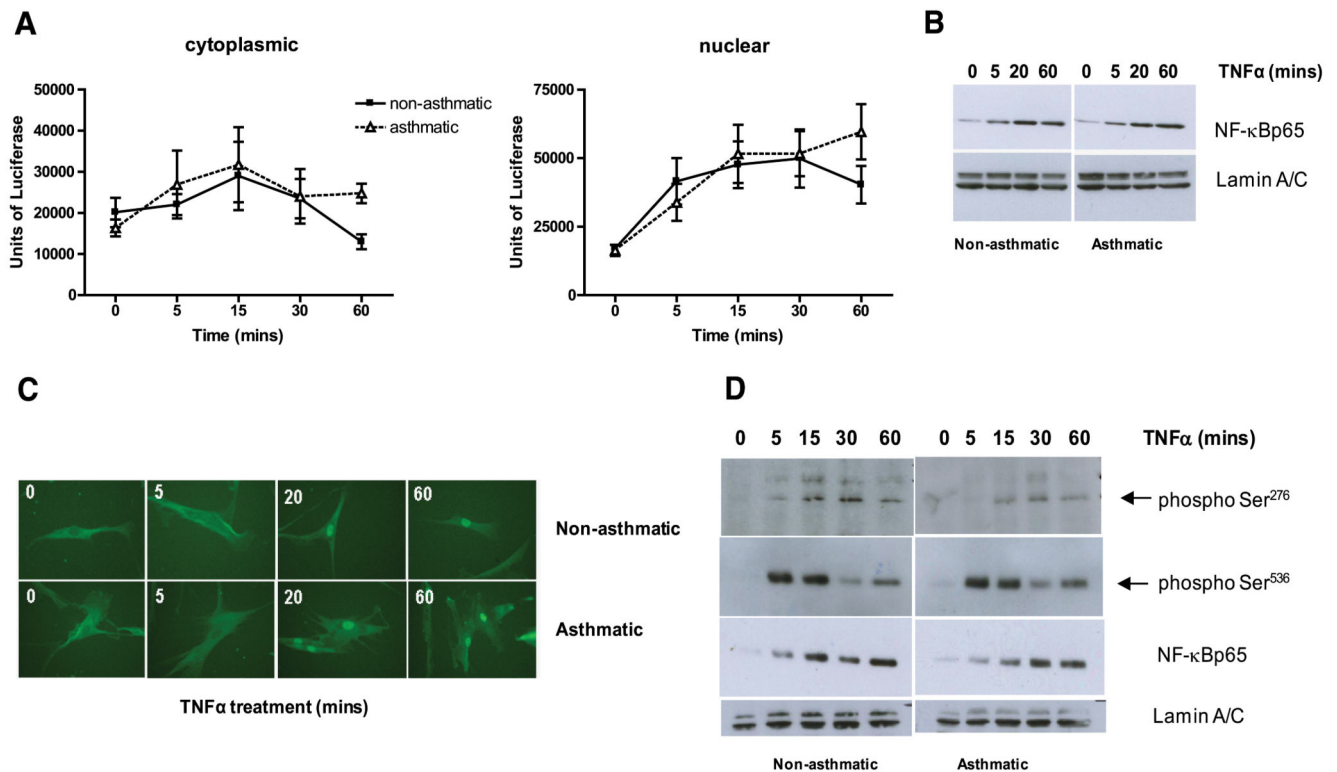 A
cytoplasmic
50000
40000
30000
20000
10000
0
Units of Luciferase
0 5 15 30 60
Time (mins)
non-asthmatic
asthmatic
nuclear
75000
50000
25000
0
Units of Luciferase
0 5 15 30 60
Time (mins)
B
0 5 20 60 0 5 20 60 TNFα (mins)
NF-κBp65
Lamin A/C
Non-asthmatic Asthmatic
C
0 5 20 60
Non-asthmatic
0 5 20 60
Asthmatic
TNFα treatment (mins)
D
0 5 15 30 60 0 5 15 30 60 TNFα (mins)
phospho Ser²⁷⁶
phospho Ser⁵³⁶
NF-κBp65
Lamin A/C
Non-asthmatic Asthmatic